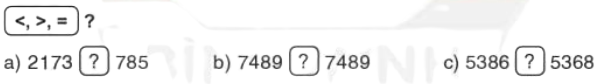 <, >, = ?
a) 2173 ? 785 b) 7489 ? 7489 c) 5386 ? 5368